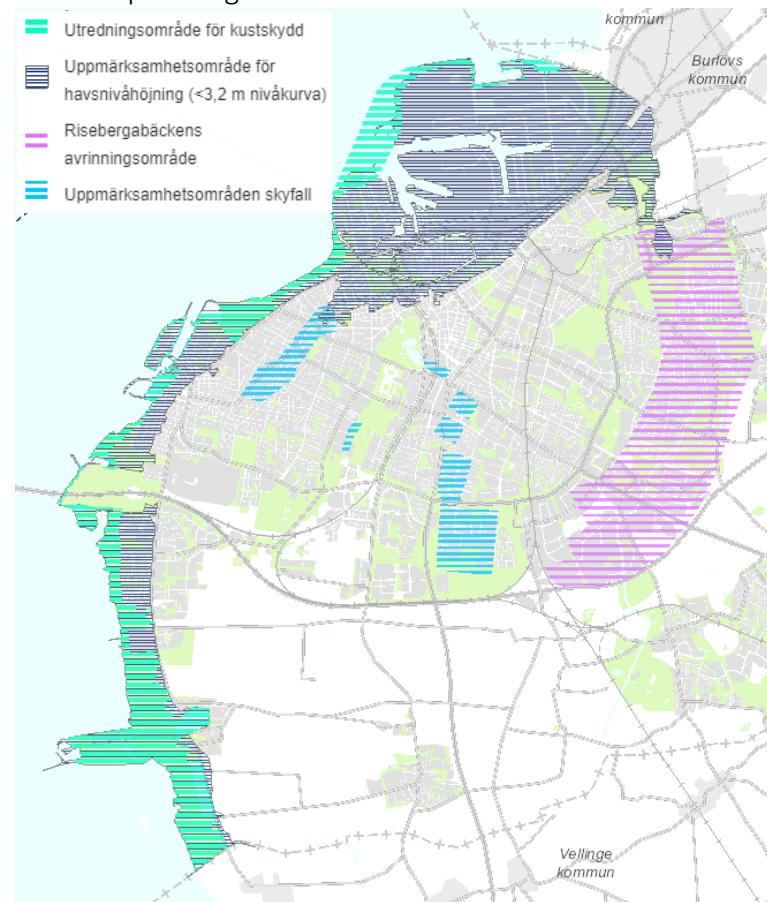 Utredningsområde för kustskydd
Uppmärksamhetsområde för
havsnivåhöjning (<3,2 m nivåkurva)
Risebergabäckens
avrinningsområde
Uppmärksamhetsområden skyfall
kommun
Burlövs
kommun
Vellinge
kommun